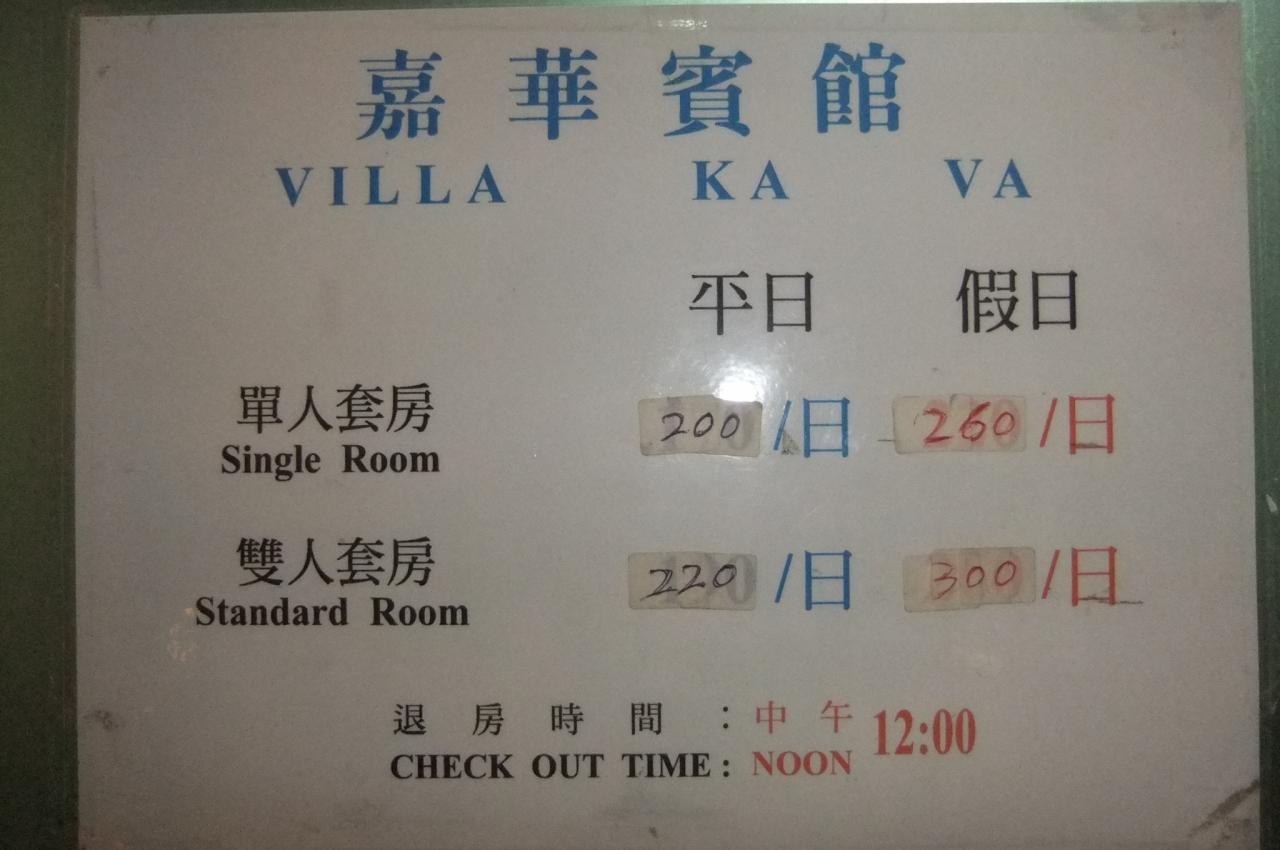 嘉華賓館
VILLA KA VA
平日 假日
單人套房 200/日 260/日
Single Room
雙人套房 220/日 300/日
Standard Room
退房時間：中午 12:00
CHECK OUT TIME: NOON